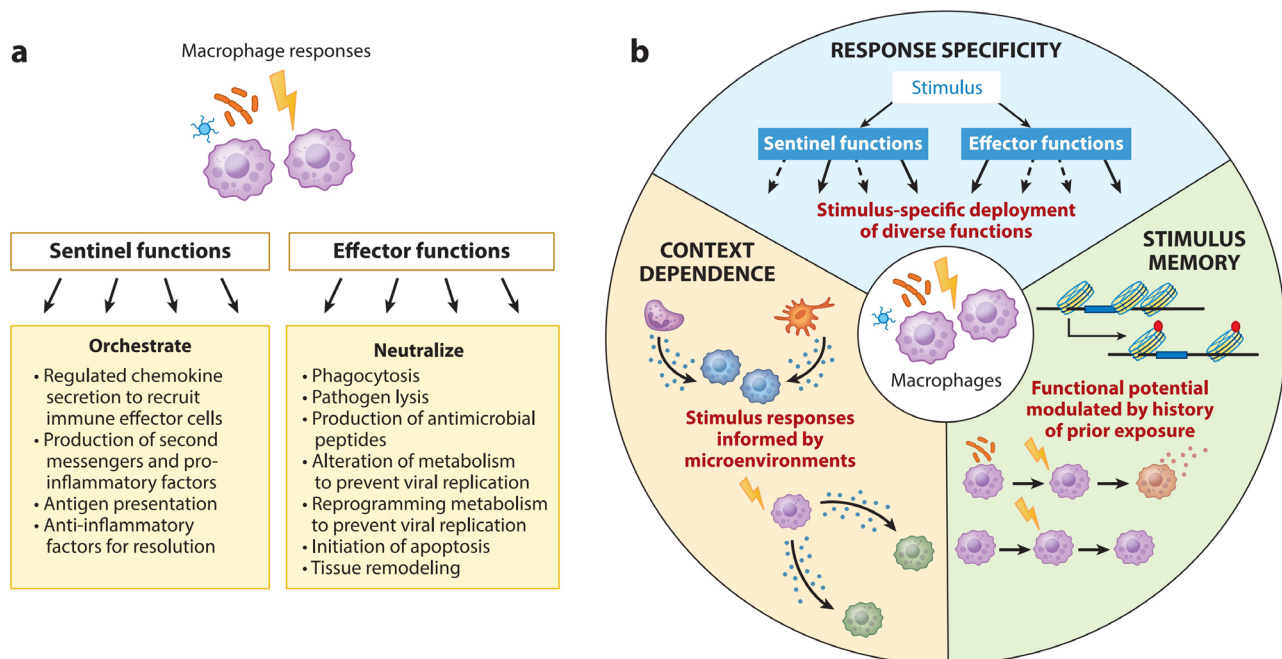 a
Macrophage responses
Sentinel functions
Effector functions
Orchestrate
• Regulated chemokine
secretion to recruit
immune effector cells
• Production of second
messengers and pro-
inflammatory factors
• Antigen presentation
• Anti-inflammatory
factors for resolution
Neutralize
• Phagocytosis
• Pathogen lysis
• Production of antimicrobial
peptides
• Alteration of metabolism
to prevent viral replication
• Reprogramming metabolism
to prevent viral replication
• Initiation of apoptosis
• Tissue remodeling
b
RESPONSE SPECIFICITY
Stimulus
Sentinel functions
Effector functions
Stimulus-specific deployment
of diverse functions
CONTEXT
DEPENDENCE
Stimulus responses
informed by
microenvironments
Macrophages
STIMULUS
MEMORY
Functional potential
modulated by history
of prior exposure